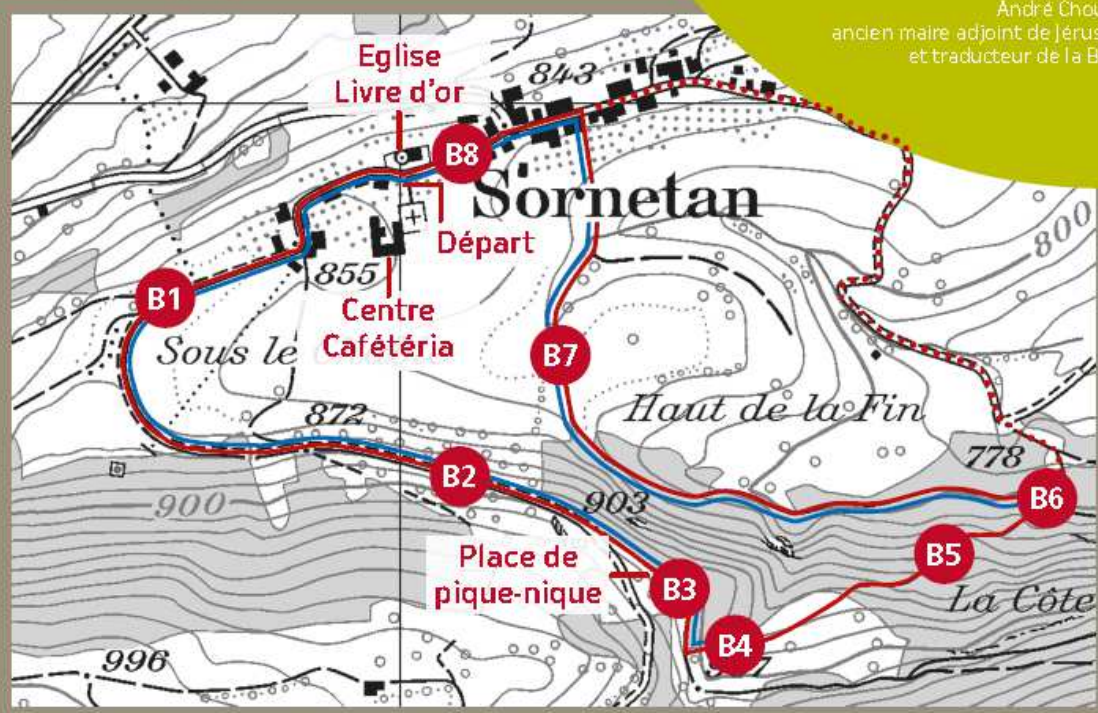 André Chou
ancien maire adjoint de Jérus
et traducteur de la B
Eglise
Livre d'or
843
B8
Sornetan
Départ
800
855
B1
Centre
Cafétéria
Sous le
B7
Haut de la Fin
872
B2
778
B6
900
903
B5
Place de
pique-nique
B3
La Côte
B4
996